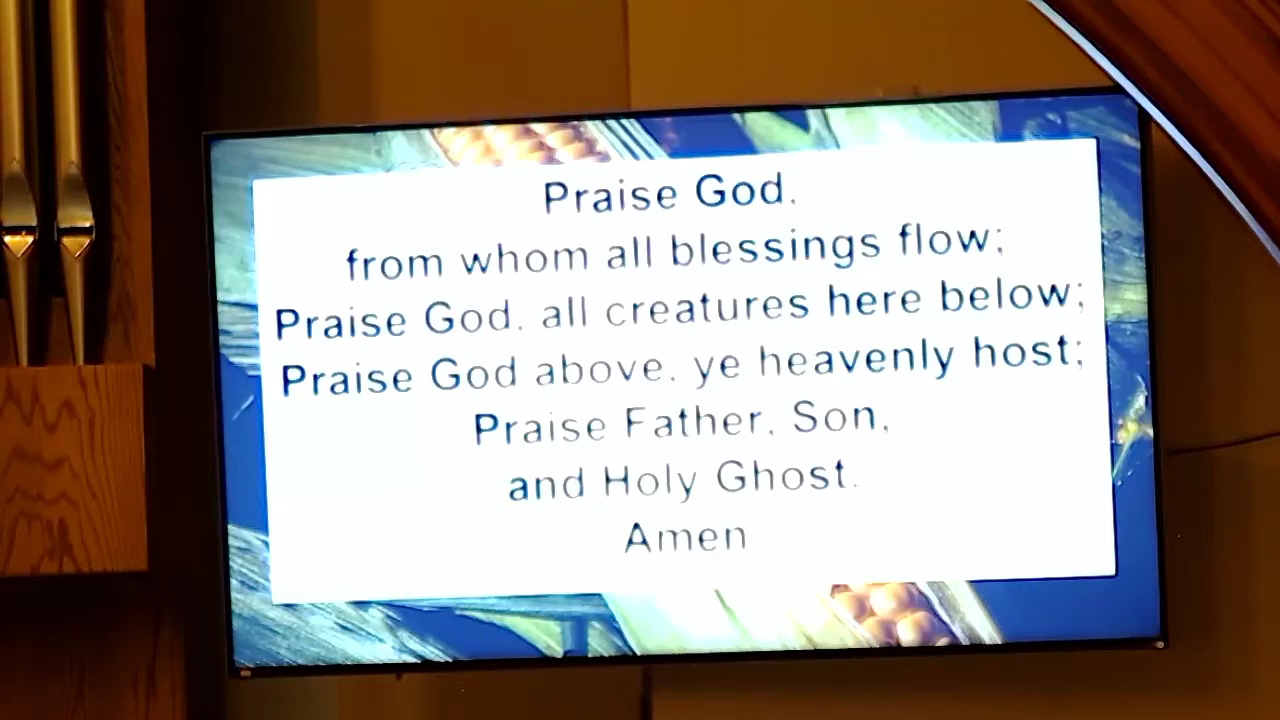 Praise God,
from whom all blessings flow;
Praise God, all creatures here below;
Praise God above, ye heavenly host;
Praise Father, Son,
and Holy Ghost.
Amen